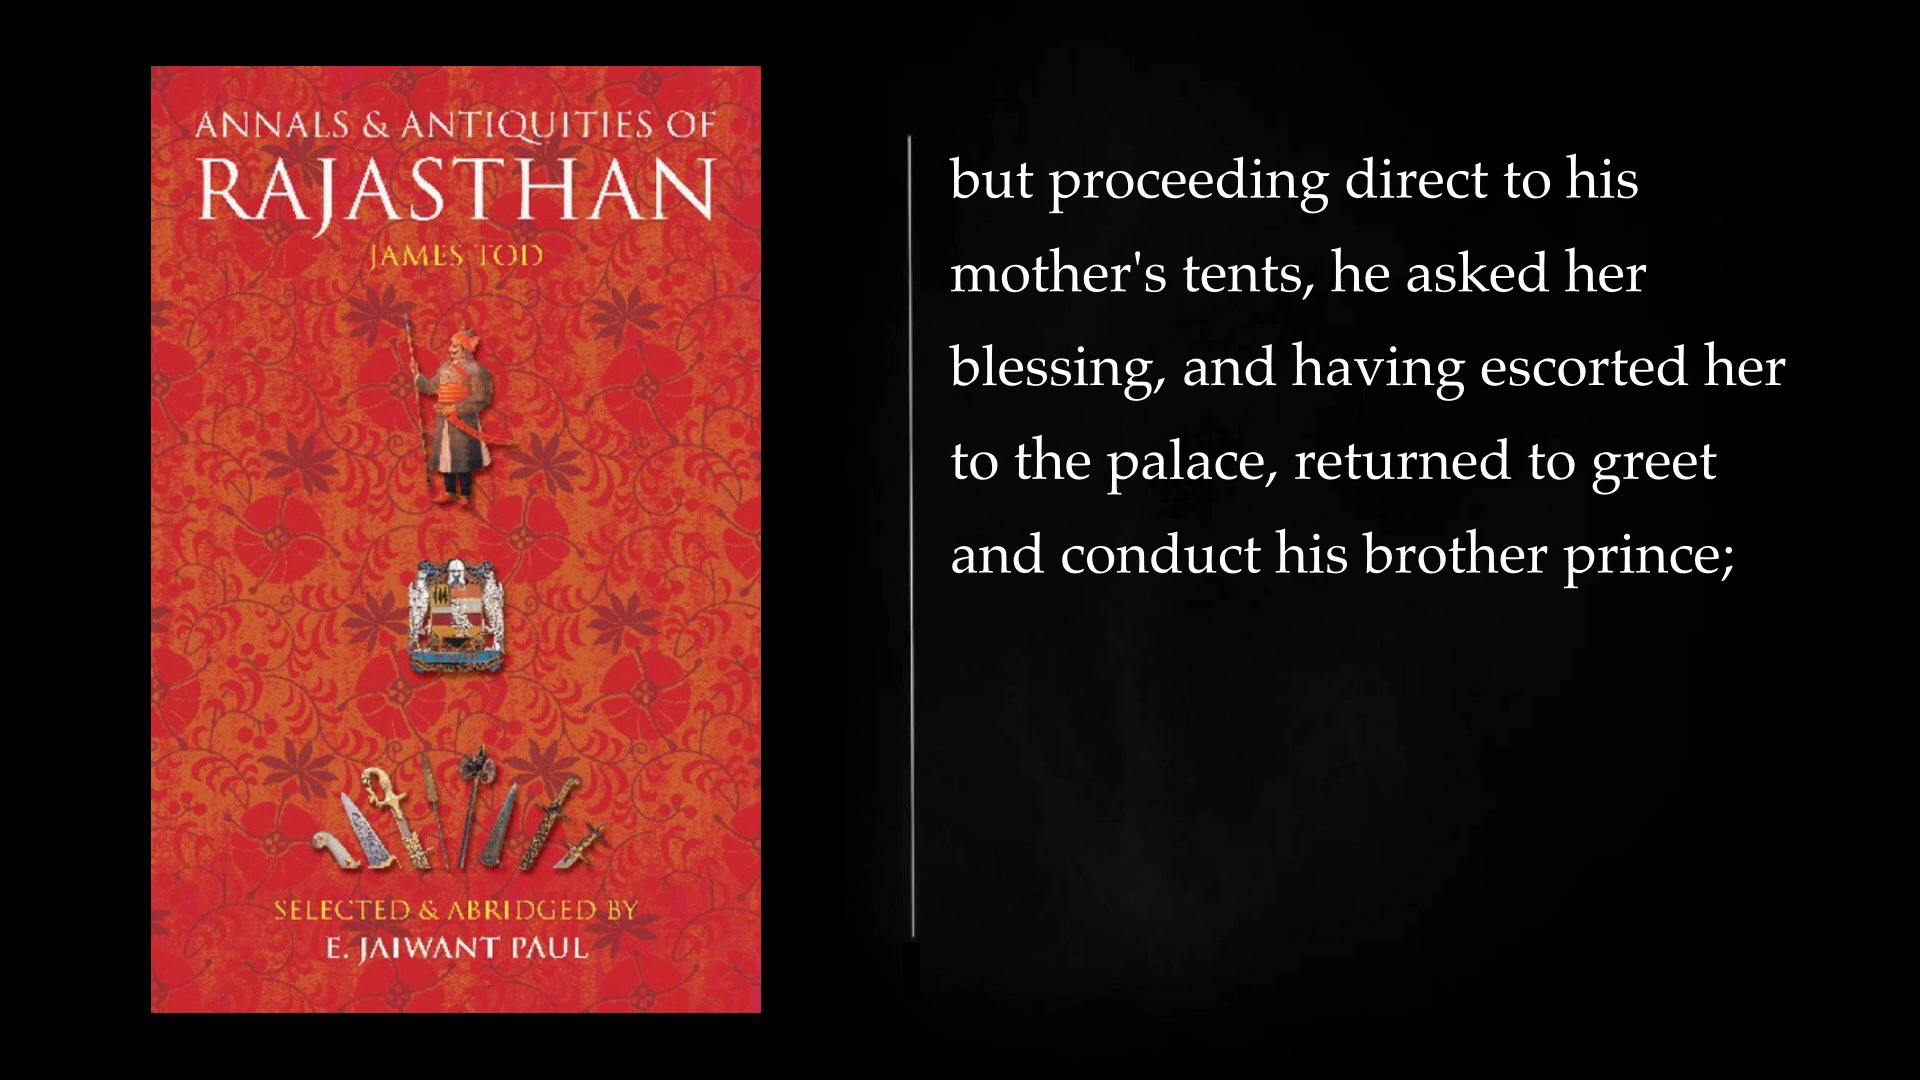 ANNALS & ANTIQUITIES OF
RAJASTHAN
JAMES TOD
SELECTED & ABRIDGED BY
E. JAIWANT PAUL
but proceeding direct to his
mother's tents, he asked her
blessing, and having escorted her
to the palace, returned to greet
and conduct his brother prince;